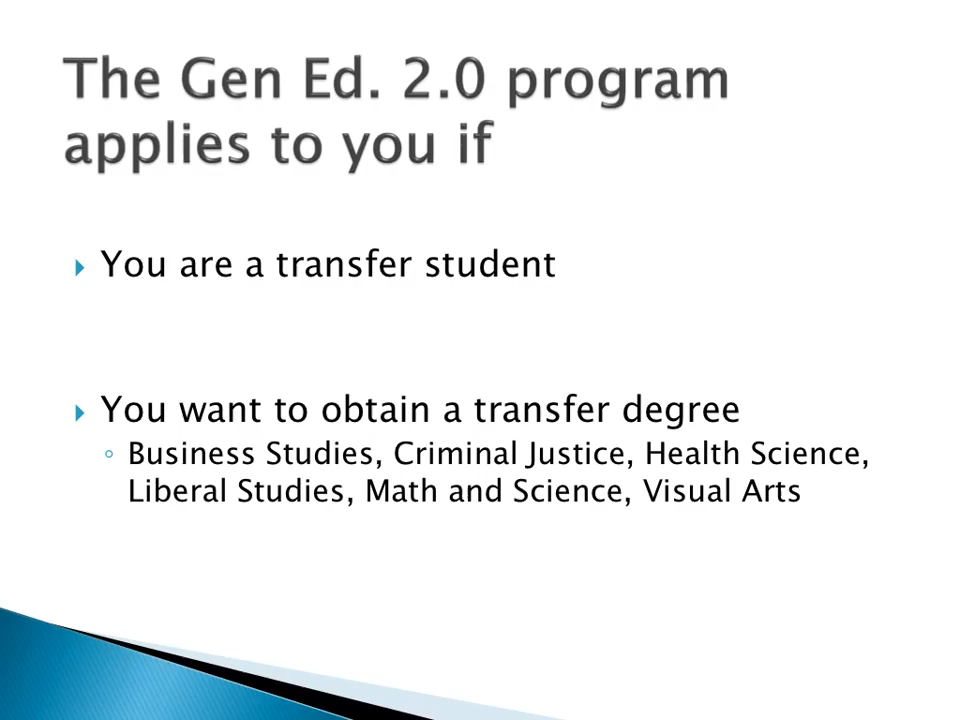 The Gen Ed. 2.0 program
applies to you if
You are a transfer student
You want to obtain a transfer degree
Business Studies, Criminal Justice, Health Science,
Liberal Studies, Math and Science, Visual Arts